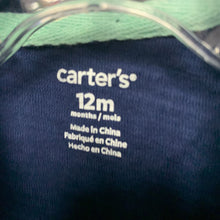 carter's®
12m
months / mois
Made in China
Fabriqué en Chine
Hecho en China